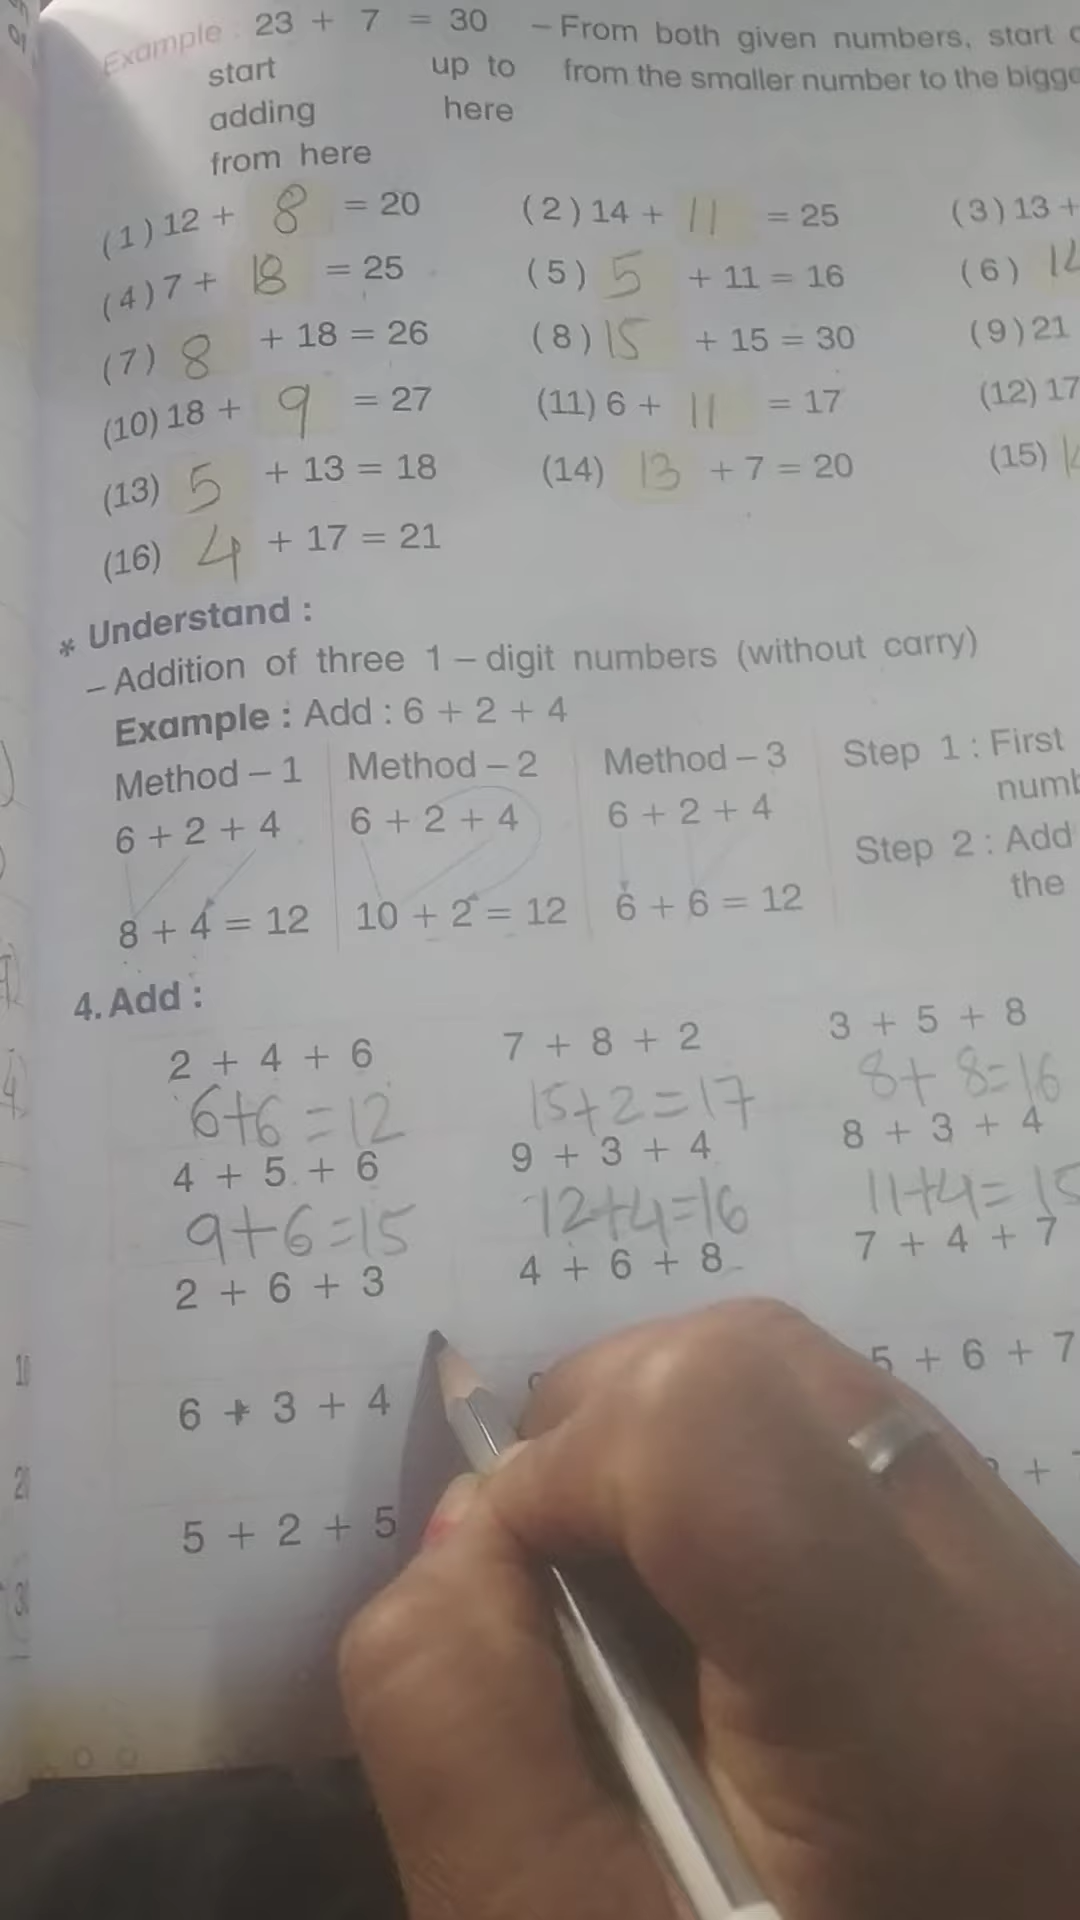 Example : 23 + 7 = 30 – From both given numbers, start
start up to from the smaller number to the
adding here
from here
(1) 12 + 8 = 20 (2) 14 + 11 = 25 (3) 13 +
(4) 7 + 18 = 25 (5) 5 + 11 = 16 (6)
(7) 8 + 18 = 26 (8) 15 + 15 = 30 (9) 21
(10) 18 + 9 = 27 (11) 6 + 11 = 17 (12) 17
(13) 5 + 13 = 18 (14) 13 + 7 = 20 (15)
(16) 4 + 17 = 21
* Understand :
– Addition of three 1 – digit numbers (without carry)
Example : Add : 6 + 2 + 4
Method – 1 Method – 2 Method – 3 Step 1 : First
6 + 2 + 4 6 + 2 + 4 6 + 2 + 4
Step 2 : Add
8 + 4 = 12 10 + 2 = 12 6 + 6 = 12 the
4. Add :
2 + 4 + 6 7 + 8 + 2 3 + 5 + 8
6+6=12 15+2=17 8+8=16
4 + 5 + 6 9 + 3 + 4 8 + 3 + 4
9+6=15 12+4=16 11+4=15
2 + 6 + 3 4 + 6 + 8 7 + 4 + 7
6 + 3 + 4 5 + 6 + 7
5 + 2 + 5 +